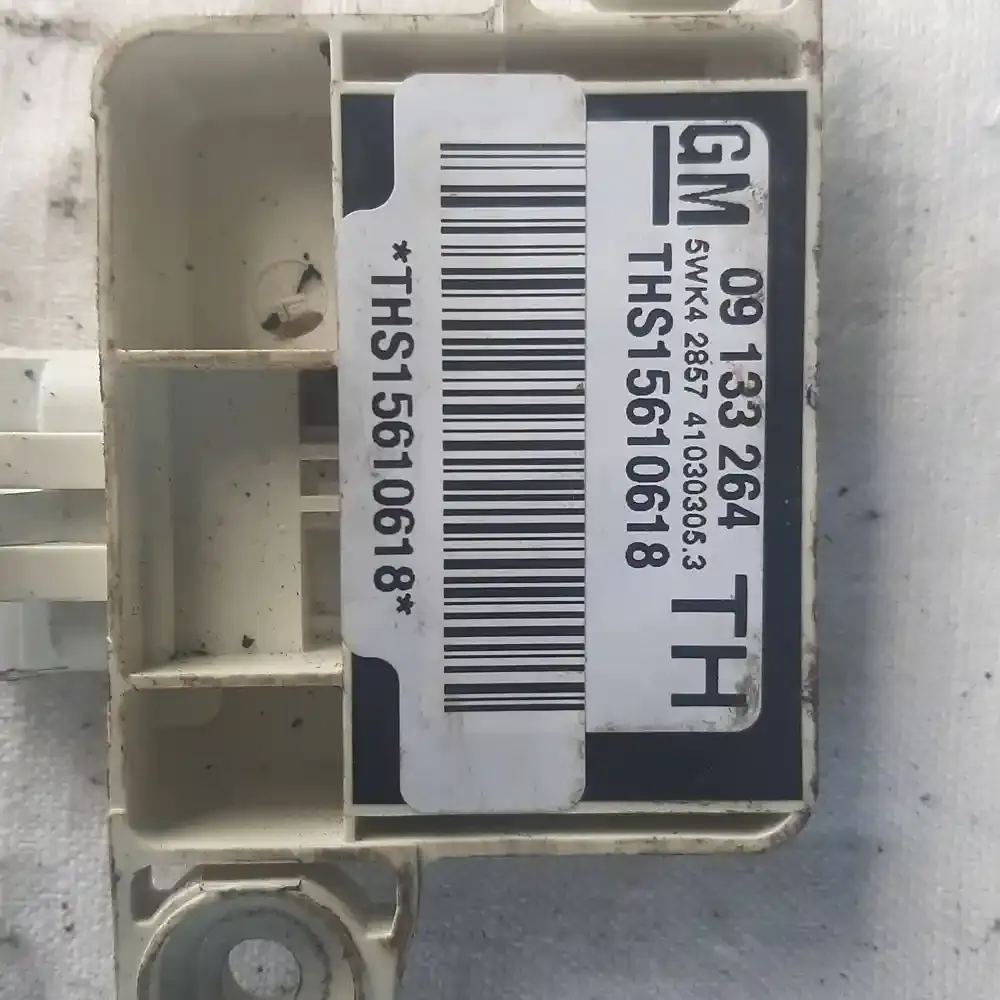 GM
09 133 264 TH
5WK4 2857 41030305.3
THS15610618
*THS15610618*